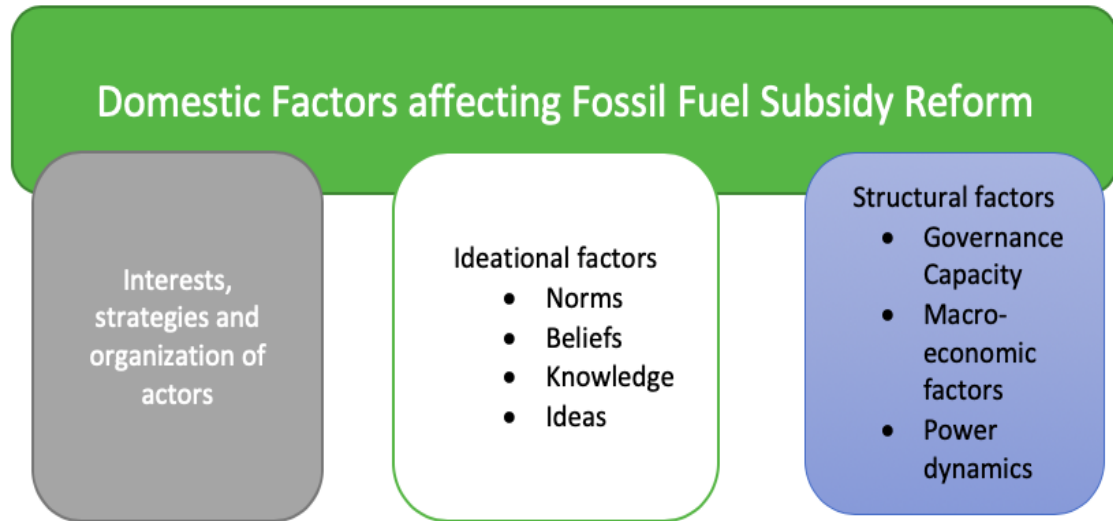 Domestic Factors affecting Fossil Fuel Subsidy Reform
Interests,
strategies and
organization of
actors
Ideational factors
• Norms
• Beliefs
• Knowledge
• Ideas
Structural factors
• Governance
Capacity
• Macro-
economic
factors
• Power
dynamics